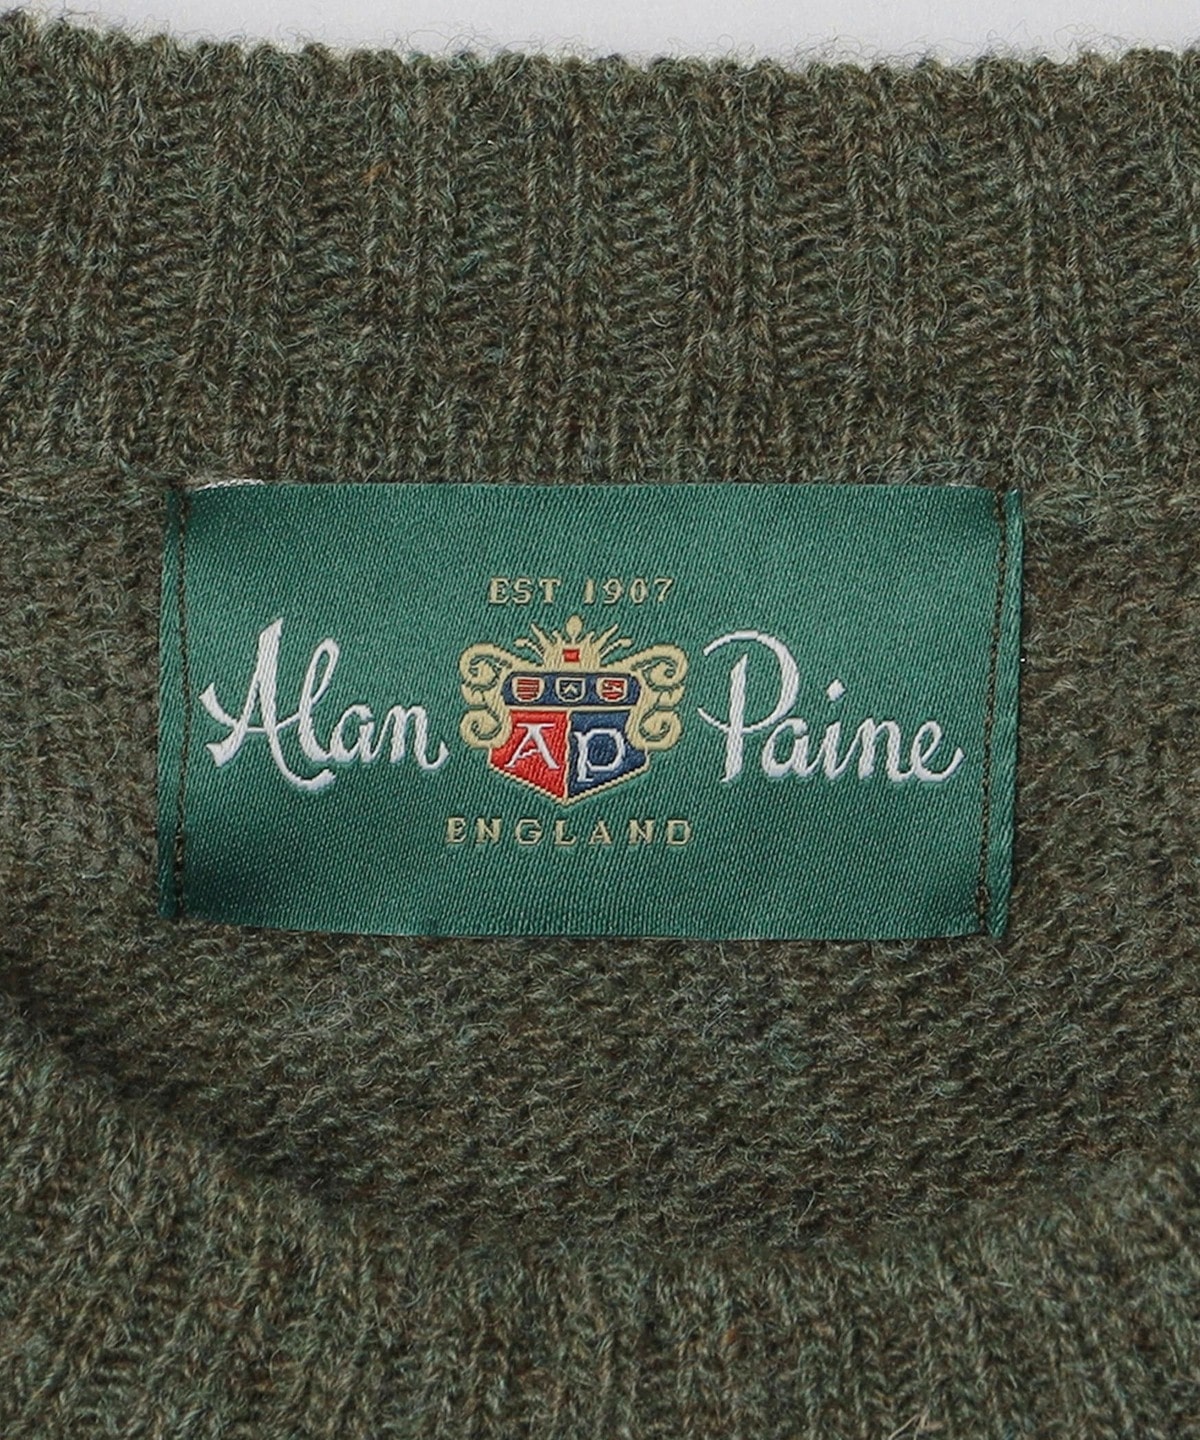 EST 1907
Alan AP Paine
ENGLAND